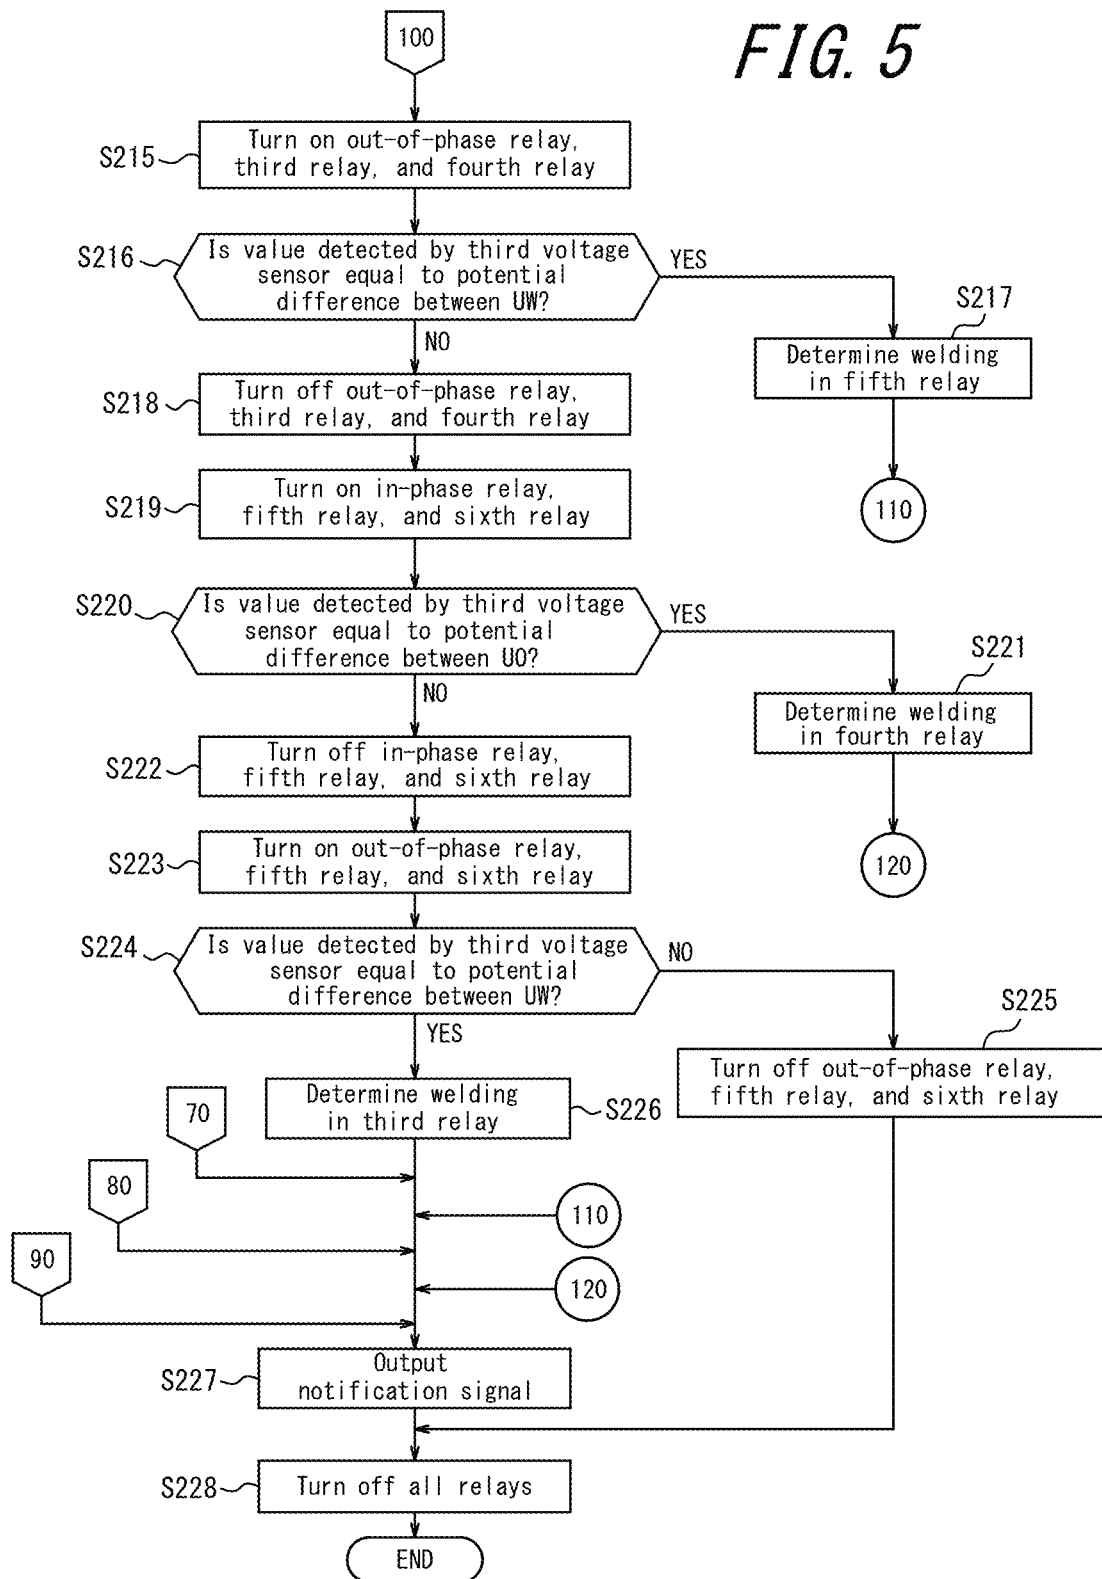 FIG. 5
100
S215
Turn on out-of-phase relay,
third relay, and fourth relay
S216
Is value detected by third voltage
sensor equal to potential
difference between UW?
YES
NO
S217
Determine welding
in fifth relay
110
S218
Turn off out-of-phase relay,
third relay, and fourth relay
S219
Turn on in-phase relay,
fifth relay, and sixth relay
S220
Is value detected by third voltage
sensor equal to potential
difference between UO?
YES
NO
S221
Determine welding
in fourth relay
120
S222
Turn off in-phase relay,
fifth relay, and sixth relay
S223
Turn on out-of-phase relay,
fifth relay, and sixth relay
S224
Is value detected by third voltage
sensor equal to potential
difference between UW?
NO
YES
S225
Turn off out-of-phase relay,
fifth relay, and sixth relay
S226
Determine welding
in third relay
70
80
110
90
120
S227
Output
notification signal
S228
Turn off all relays
END